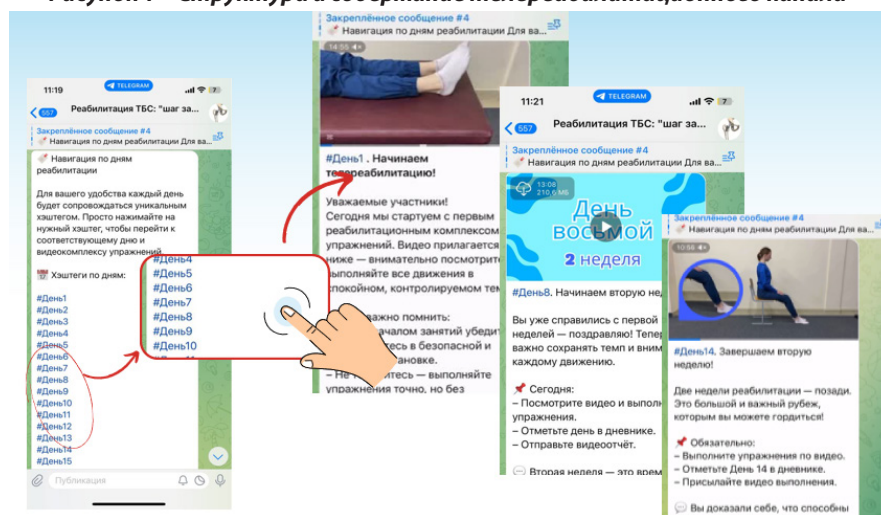 Рисунок 1 – Структура и содержание телереабилитационного канала
11:19
TELEGRAM
557
Реабилитация ТБС: "шаг за...
Закреплённое сообщение #4
Навигация по дням реабилитации Для ва...
Навигация по дням
реабилитации
Для вашего удобства каждый день
будет сопровождаться уникальным
хэштегом. Просто нажимайте на
нужный хэштег, чтобы перейти к
соответствующему дню и
видеокомплексу упражнений
Хэштеги по дням:
#День1
#День2
#День3
#День4
#День5
#День6
#День7
#День8
#День9
#День10
#День11
#День12
#День13
#День14
#День15
Публикация
#День4
#День5
#День6
#День7
#День8
#День9
#День10
#День11
Закреплённое сообщение #4
Навигация по дням реабилитации Для ва...
14:55
#День1 . Начинаем
телереабилитацию!
Уважаемые участники!
Сегодня мы стартуем с первым
реабилитационным комплексом
упражнений. Видео прилагается
ниже — внимательно посмотрите
выполняйте все движения в
спокойном, контролируемом тем
важно помнить:
началом занятий убедит
тесь в безопасной и
ановке.
– Не итесь — выполняйте
упражнения точно, но без
11:21
TELEGRAM
72
557
Реабилитация ТБС: "шаг за...
Закреплённое сообщение #4
Навигация по дням реабилитации Для ва...
13:08
210,6 МБ
День
восьмой
2 неделя
#День8. Начинаем вторую нед
Вы уже справились с первой
неделей — поздравляю! Тепер
важно сохранять темп и вним
каждому движению.
Сегодня:
– Посмотрите видео и выполн
упражнения.
– Отметьте день в дневнике.
– Отправьте видеоотчёт.
Вторая неделя — это врем
Закреплённое сообщение #4
Навигация по дням реабилитации Для ва...
10:56
#День14. Завершаем вторую
неделю!
Две недели реабилитации — позади.
Это большой и важный рубеж,
которым вы можете гордиться!
Обязательно:
– Выполните упражнения по видео.
– Отметьте День 14 в дневнике.
– Присылайте видео выполнения.
Вы доказали себе, что способны